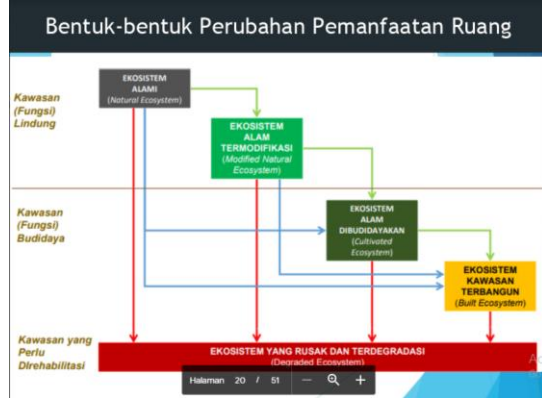 Bentuk-bentuk Perubahan Pemanfaatan Ruang
Kawasan
(Fungsi)
Lindung
EKOSISTEM
ALAMI
(Natural Ecosystem)
EKOSISTEM
ALAM
TERMODIFIKASI
(Modified Natural
Ecosystem)
Kawasan
(Fungsi)
Budidaya
EKOSISTEM
ALAM
DIBUDIDAYAKAN
(Cultivated
Ecosystem)
EKOSISTEM
KAWASAN
TERBANGUN
(Built Ecosystem)
Kawasan yang
Perlu
Direhabilitasi
EKOSISTEM YANG RUSAK DAN TERDEGRADASI
(Degraded Ecosystem)
Halaman 20 / 51